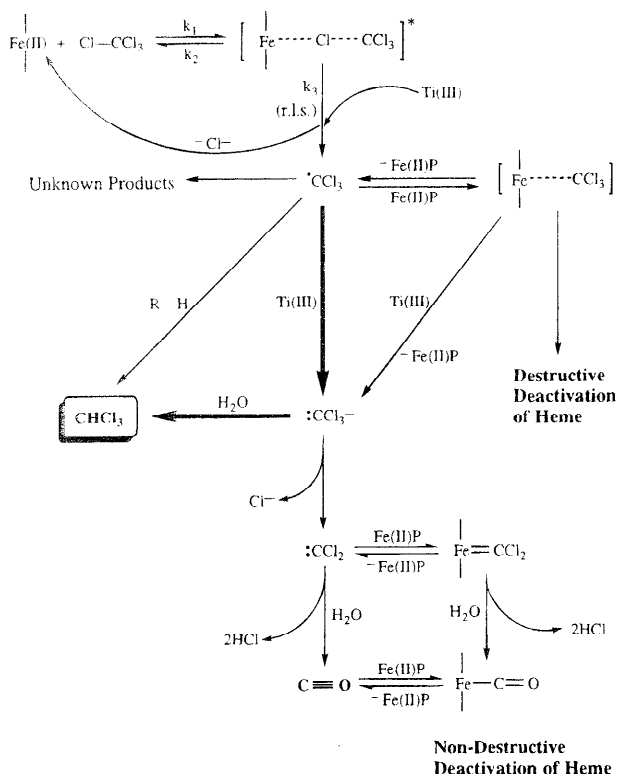 Fe(II) + Cl—CCl₃ k₁ k₂ [ Fe-----Cl---CCl₃ ]*
k₃
(r.l.s.)
Ti(III)
–Cl–
Unknown Products
•CCl₃
–Fe(II)P
Fe(II)P
[ Fe-----CCl₃ ]
R H
Ti(III)
Ti(III)
–Fe(II)P
Destructive
Deactivation
of Heme
CHCl₃
H₂O
:CCl₃–
Cl–
:CCl₂
Fe(II)P
–Fe(II)P
Fe=CCl₂
2HCl
H₂O
H₂O
2HCl
C≡O
Fe(II)P
–Fe(II)P
Fe—C=O
Non-Destructive
Deactivation of Heme